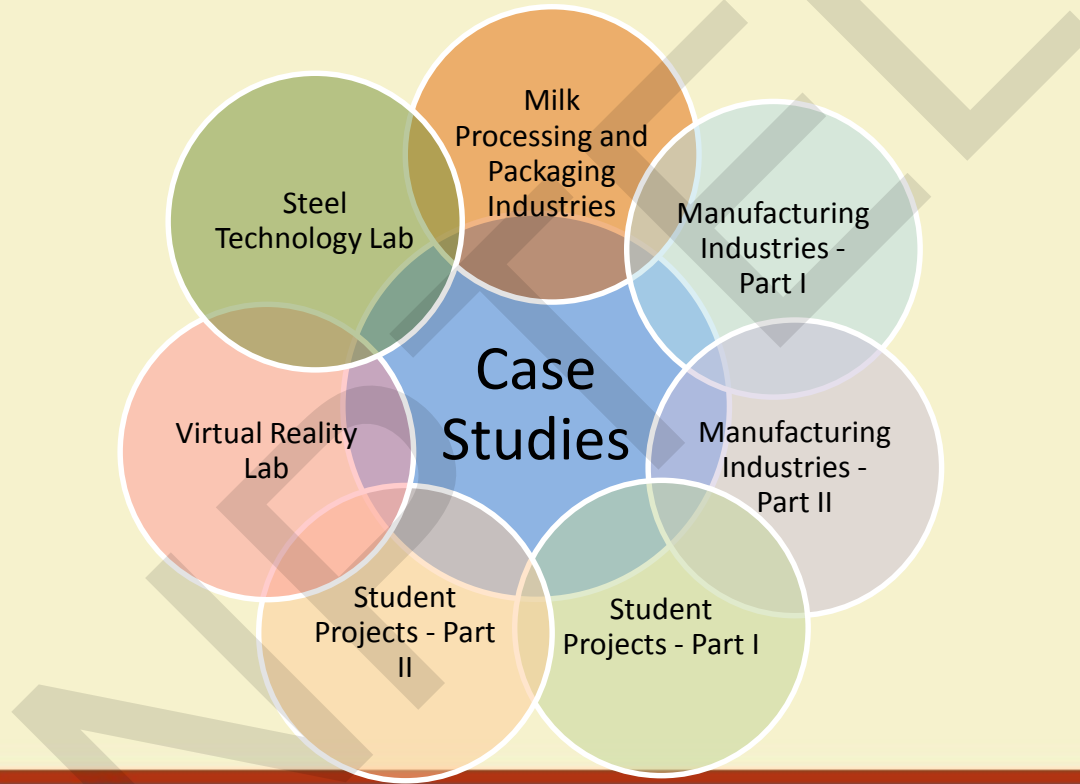 Milk
Processing and
Packaging
Industries
Manufacturing
Industries -
Part I
Manufacturing
Industries -
Part II
Student
Projects - Part I
Student
Projects - Part
II
Virtual Reality
Lab
Steel
Technology Lab
Case
Studies
NPTEL